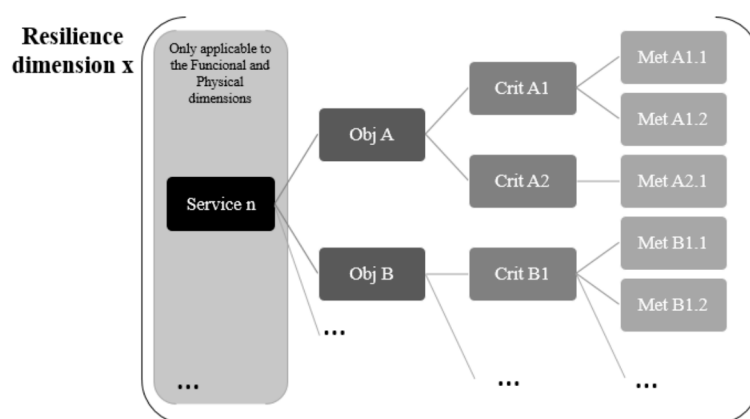 Resilience
dimension x
Only applicable to
the Funcional and
Physical
dimensions
Service n
...
Obj A
Obj B
...
Crit A1
Crit A2
Crit B1
...
Met A1.1
Met A1.2
Met A2.1
Met B1.1
Met B1.2
...